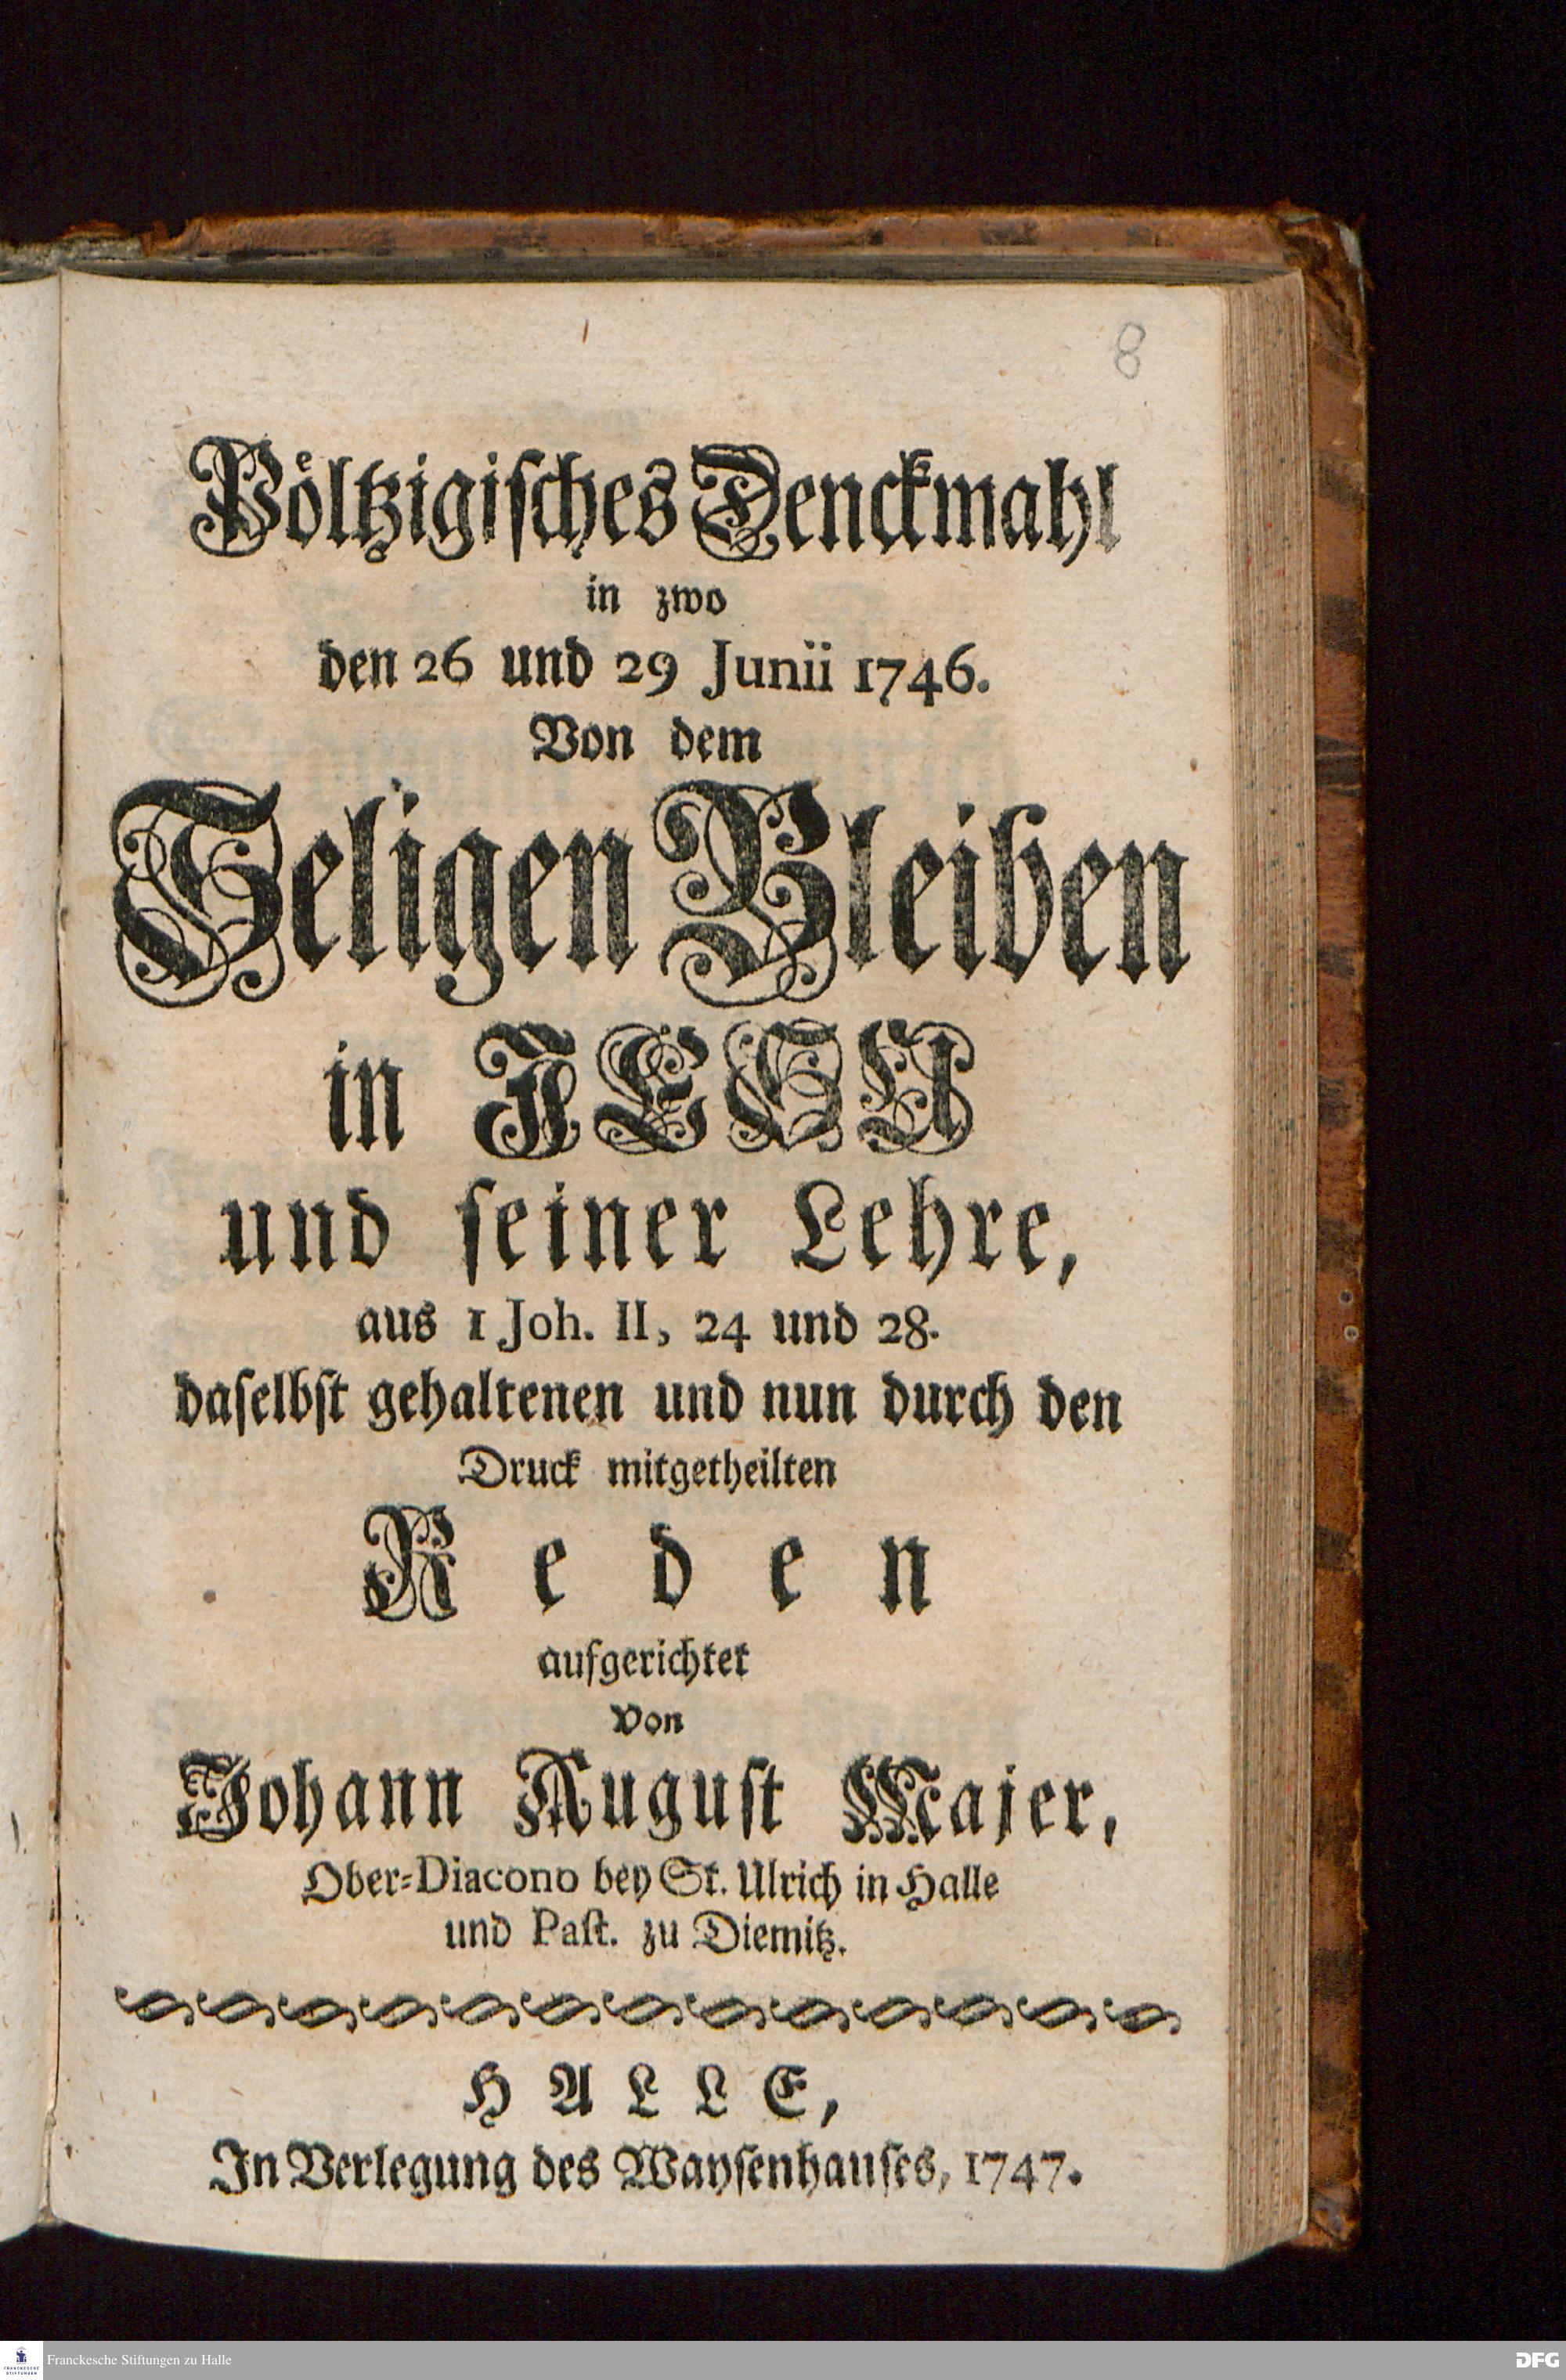 8
Pöltzigisches Denckmahl
in zwo
den 26 und 29 Junii 1746.
Von dem
Seligen Bleiben
in JESU
und seiner Lehre,
aus 1 Joh. II, 24 und 28.
daselbst gehaltenen und nun durch den
Druck mitgetheilten
Reden
aufgerichtet
von
Johann August Majer,
Ober-Diacono bey St. Ulrich in Halle
und Past. zu Diemitz.
HALLE,
In Verlegung des Waysenhauses, 1747.
FRANCKESCHE STIFTUNGEN
Franckesche Stiftungen zu Halle
DFG